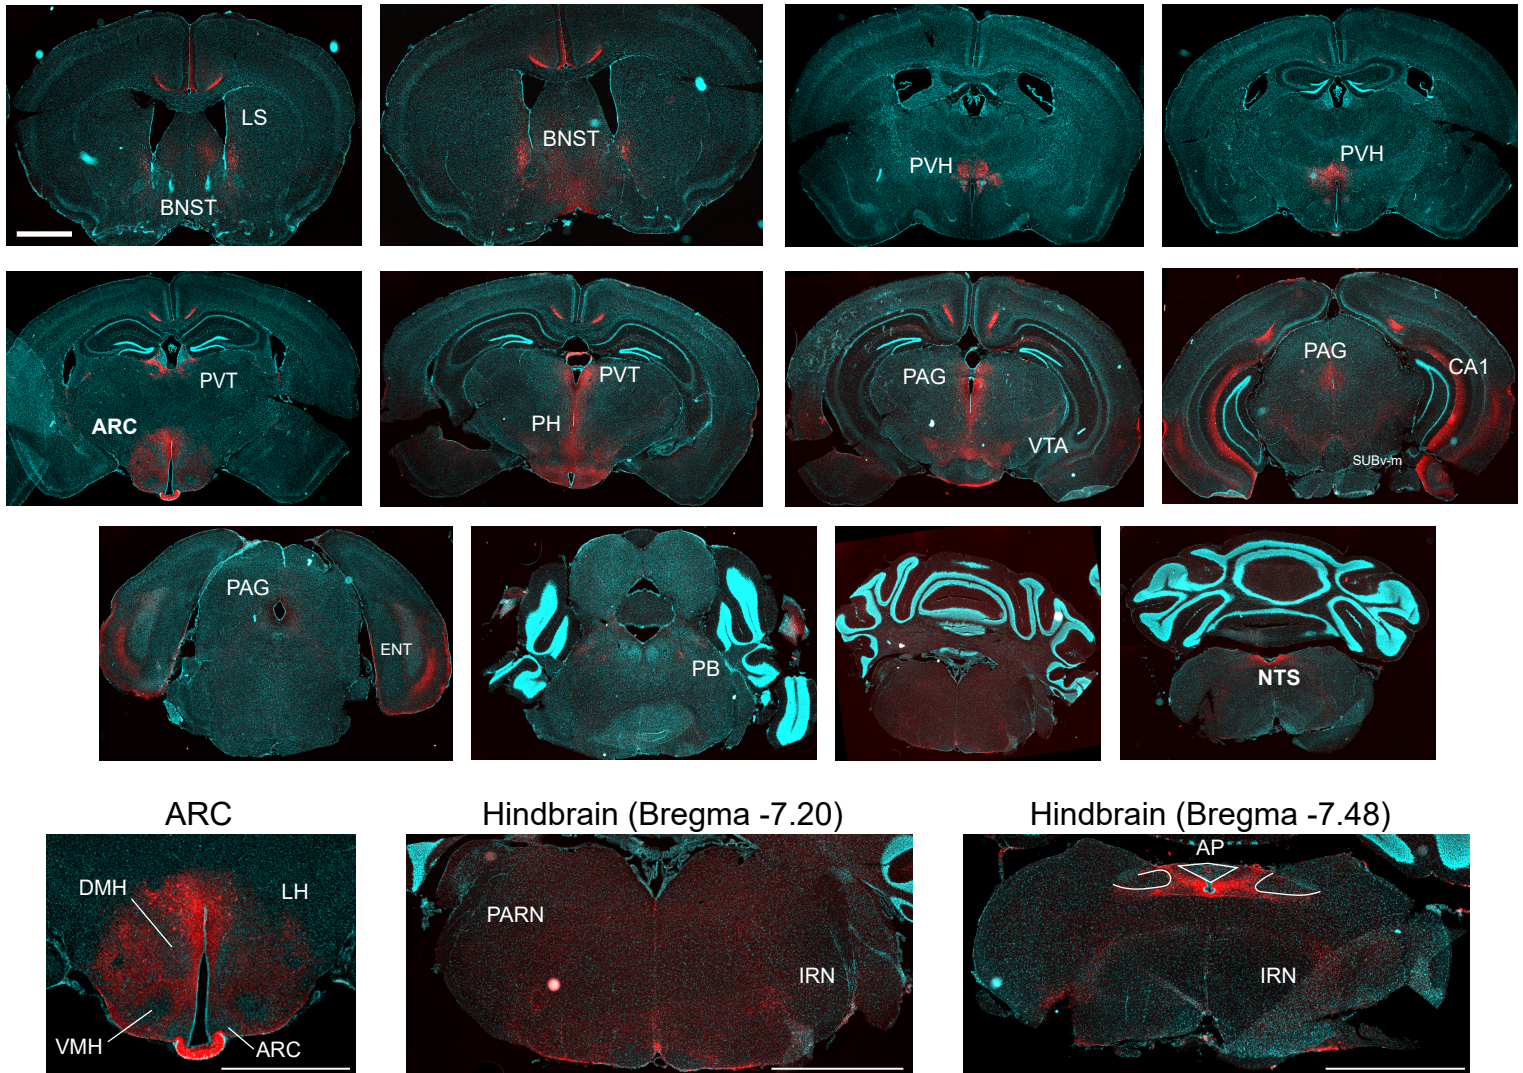 LS
BNST
BNST
PVH
PVH
PVT
ARC
PVT
PH
PAG
VTA
PAG
CA1
SUBv-m
PAG
ENT
PB
NTS
ARC
Hindbrain (Bregma -7.20)
Hindbrain (Bregma -7.48)
DMH
LH
VMH
ARC
PARN
IRN
AP
IRN